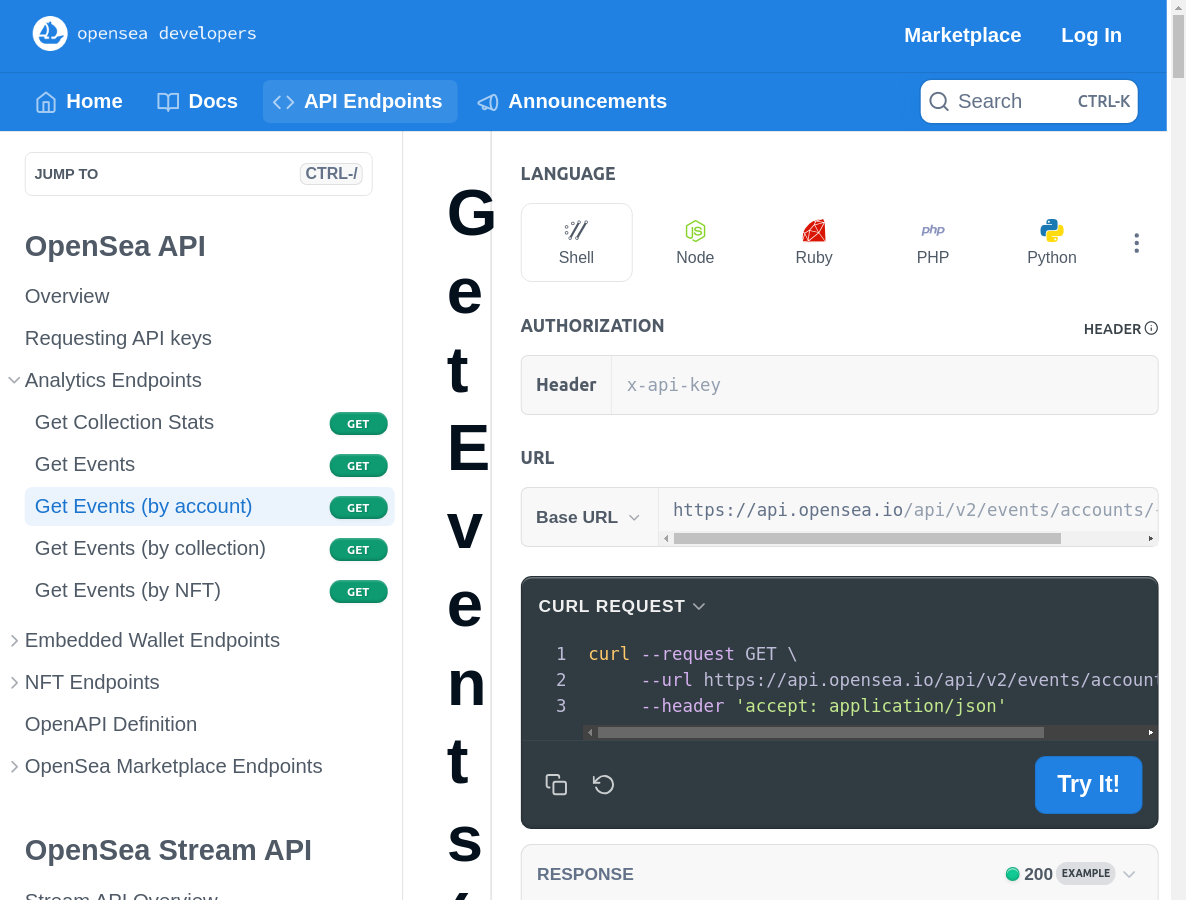 opensea developers
Marketplace
Log In
Home
Docs
API Endpoints
Announcements
Search
CTRL-K
JUMP TO
CTRL-/
OpenSea API
Overview
Requesting API keys
Analytics Endpoints
Get Collection Stats
GET
Get Events
GET
Get Events (by account)
GET
Get Events (by collection)
GET
Get Events (by NFT)
GET
Embedded Wallet Endpoints
NFT Endpoints
OpenAPI Definition
OpenSea Marketplace Endpoints
OpenSea Stream API
Stream API Overview
G
e
t
E
v
e
n
t
s
(
LANGUAGE
Shell
Node
Ruby
php
PHP
Python
AUTHORIZATION
HEADER
Header
x-api-key
URL
Base URL
https://api.opensea.io/api/v2/events/accounts/
CURL REQUEST
1 curl --request GET \
2 --url https://api.opensea.io/api/v2/events/account
3 --header 'accept: application/json'
Try It!
RESPONSE
200
EXAMPLE